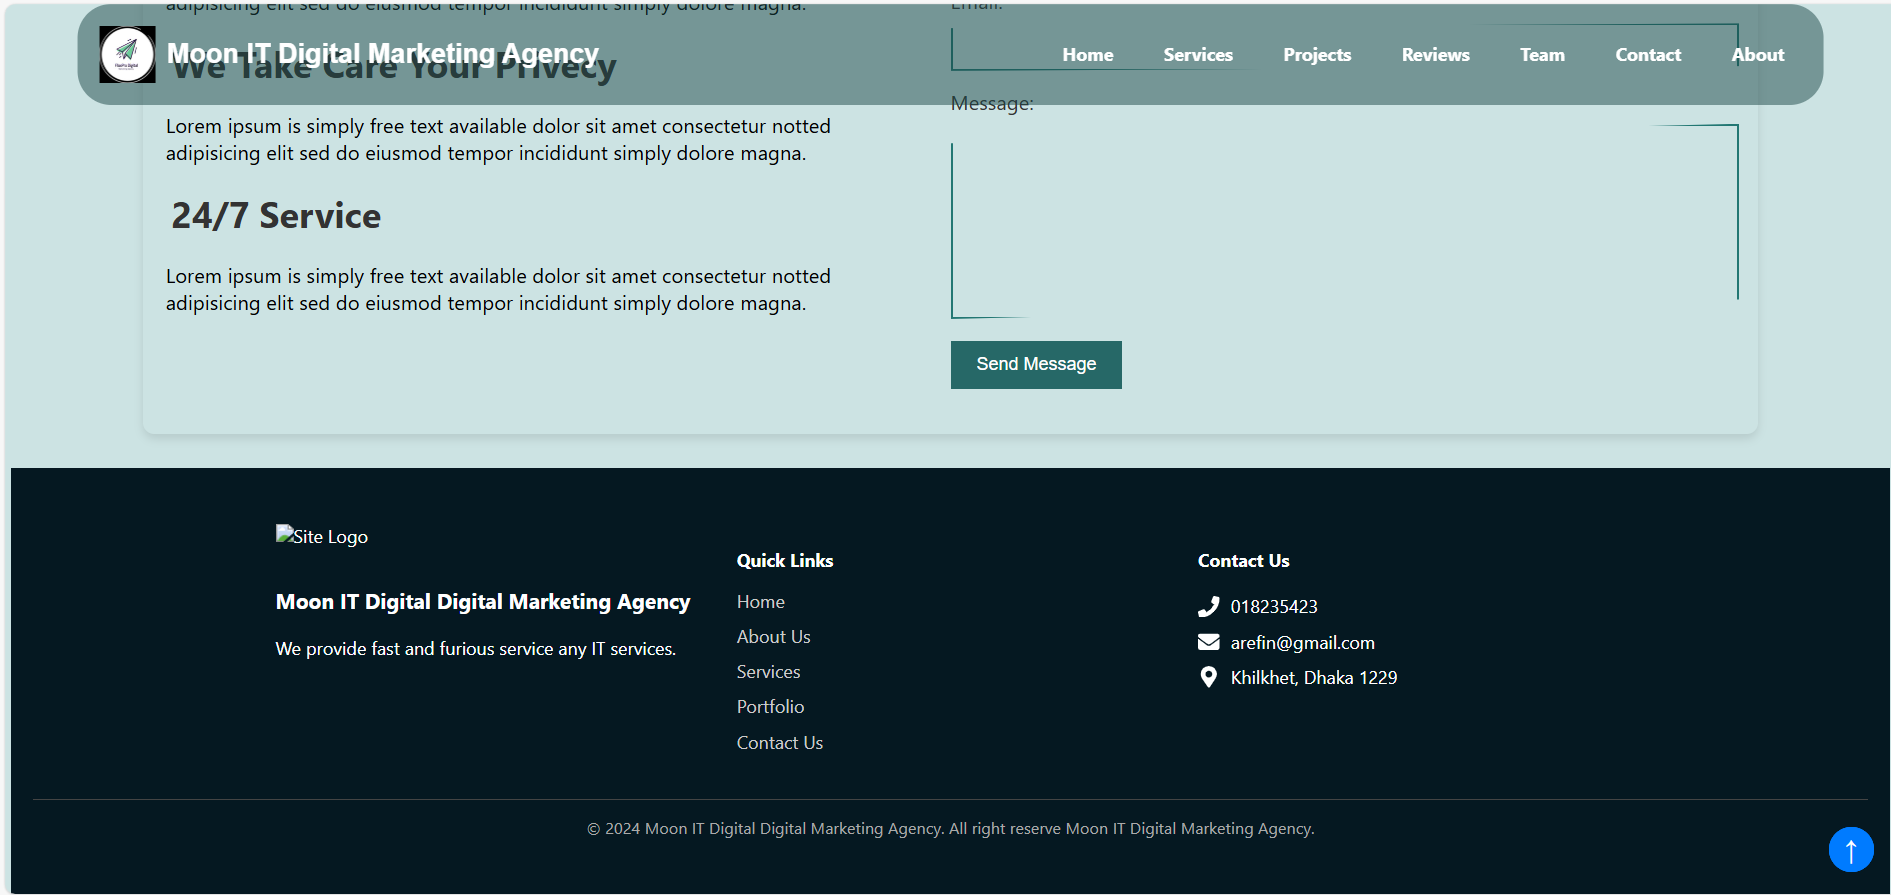 adipisicing elit sed do eiusmod tempor incididunt simply dolore magna.
Email:
Moon IT Digital Marketing Agency
Home
Services
Projects
Reviews
Team
Contact
About
We Take Care Your Privecy
Lorem ipsum is simply free text available dolor sit amet consectetur notted
adipisicing elit sed do eiusmod tempor incididunt simply dolore magna.
24/7 Service
Lorem ipsum is simply free text available dolor sit amet consectetur notted
adipisicing elit sed do eiusmod tempor incididunt simply dolore magna.
Message:
Send Message
Site Logo
Moon IT Digital Digital Marketing Agency
We provide fast and furious service any IT services.
Quick Links
Home
About Us
Services
Portfolio
Contact Us
Contact Us
018235423
arefin@gmail.com
Khilkhet, Dhaka 1229
© 2024 Moon IT Digital Digital Marketing Agency. All right reserve Moon IT Digital Marketing Agency.
↑